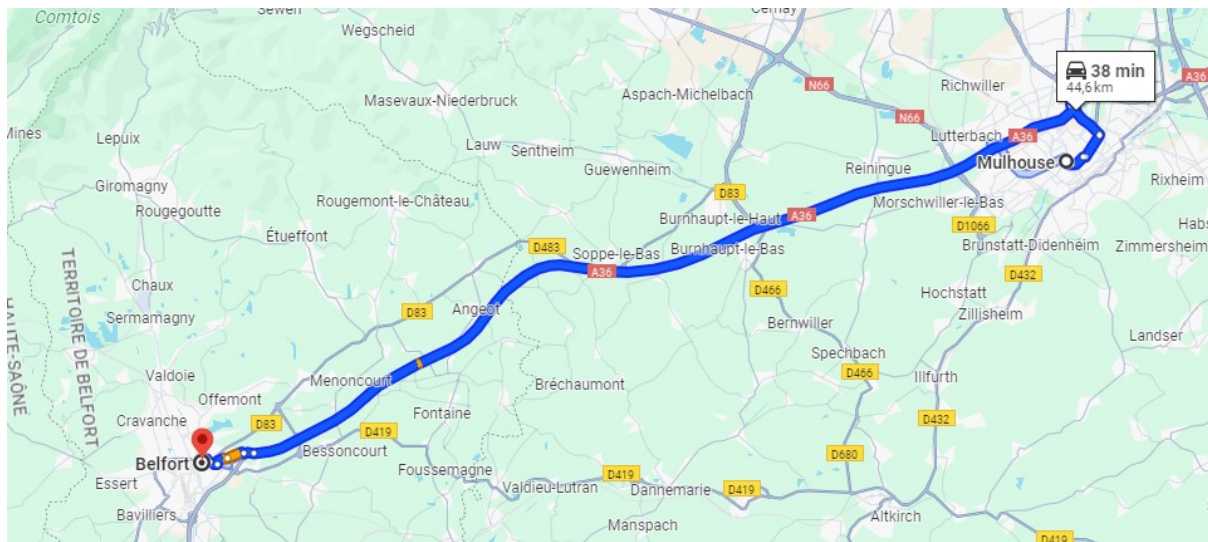 Comtois
Sewen
Cernay
Wegscheid
38 min
44,6 km
A36
Richwiller
N66
Aspach-Michelbach
Masevaux-Niederbruck
N66
Mines
Lepuix
Lauw
Sentheim
Lutterbach
A36
Guewenheim
Reiningue
Mulhouse
Rixheim
Giromagny
Rougemont-le-Château
D83
Morschwiller-le-Bas
Rougegoutte
Burnhaupt-le-Haut
A36
D1066
Habs
Étueffont
D483
Soppe-le-Bas
Burnhaupt-le-Bas
Brunstatt-Didenheim
Zimmersheim
A36
D432
TERRITOIRE DE BELFORT
HAUTE-SAÔNE
Chaux
D466
Hochstatt
Sermamagny
D83
Angeot
Bernwiller
Zillisheim
Landser
Spechbach
Valdoie
Menoncourt
Bréchaumont
D466
Illfurth
Offemont
Cravanche
D83
Fontaine
D432
D419
Belfort
Bessoncourt
D680
Essert
Foussemagne
D419
Valdieu-Lutran
Dannemarie
D419
Bavilliers
Altkirch
Manspach
D419